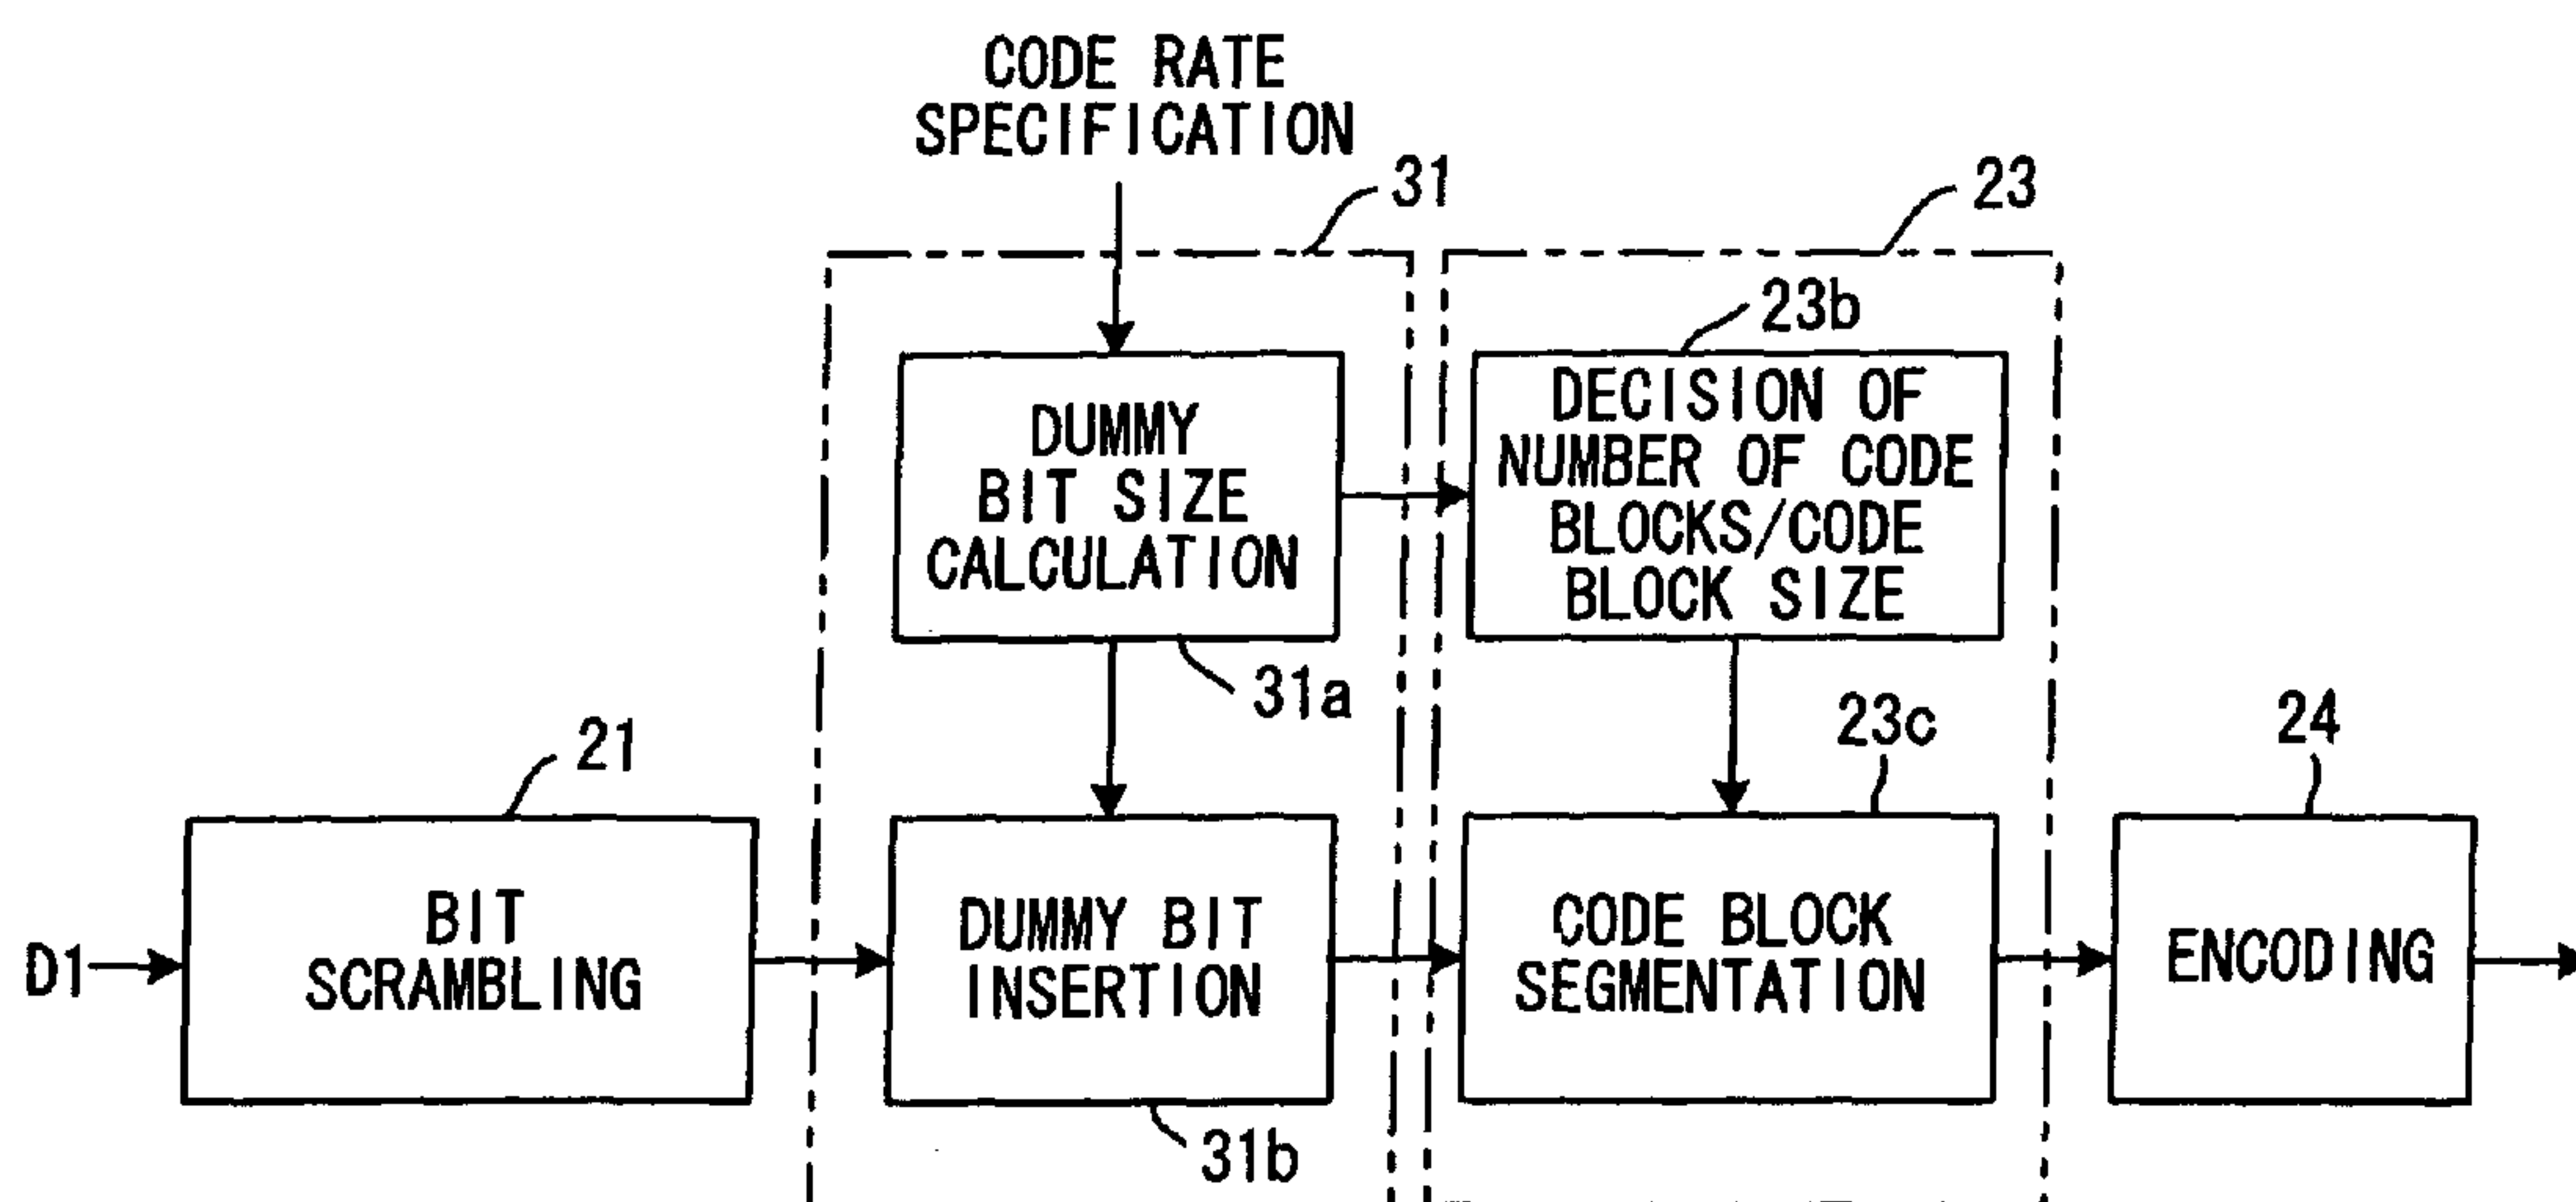 CODE RATE
SPECIFICATION
31
23
23b
DUMMY
BIT SIZE
CALCULATION
DECISION OF
NUMBER OF CODE
BLOCKS/CODE
BLOCK SIZE
31a
21
23c
24
D1
BIT
SCRAMBLING
DUMMY BIT
INSERTION
CODE BLOCK
SEGMENTATION
ENCODING
31b